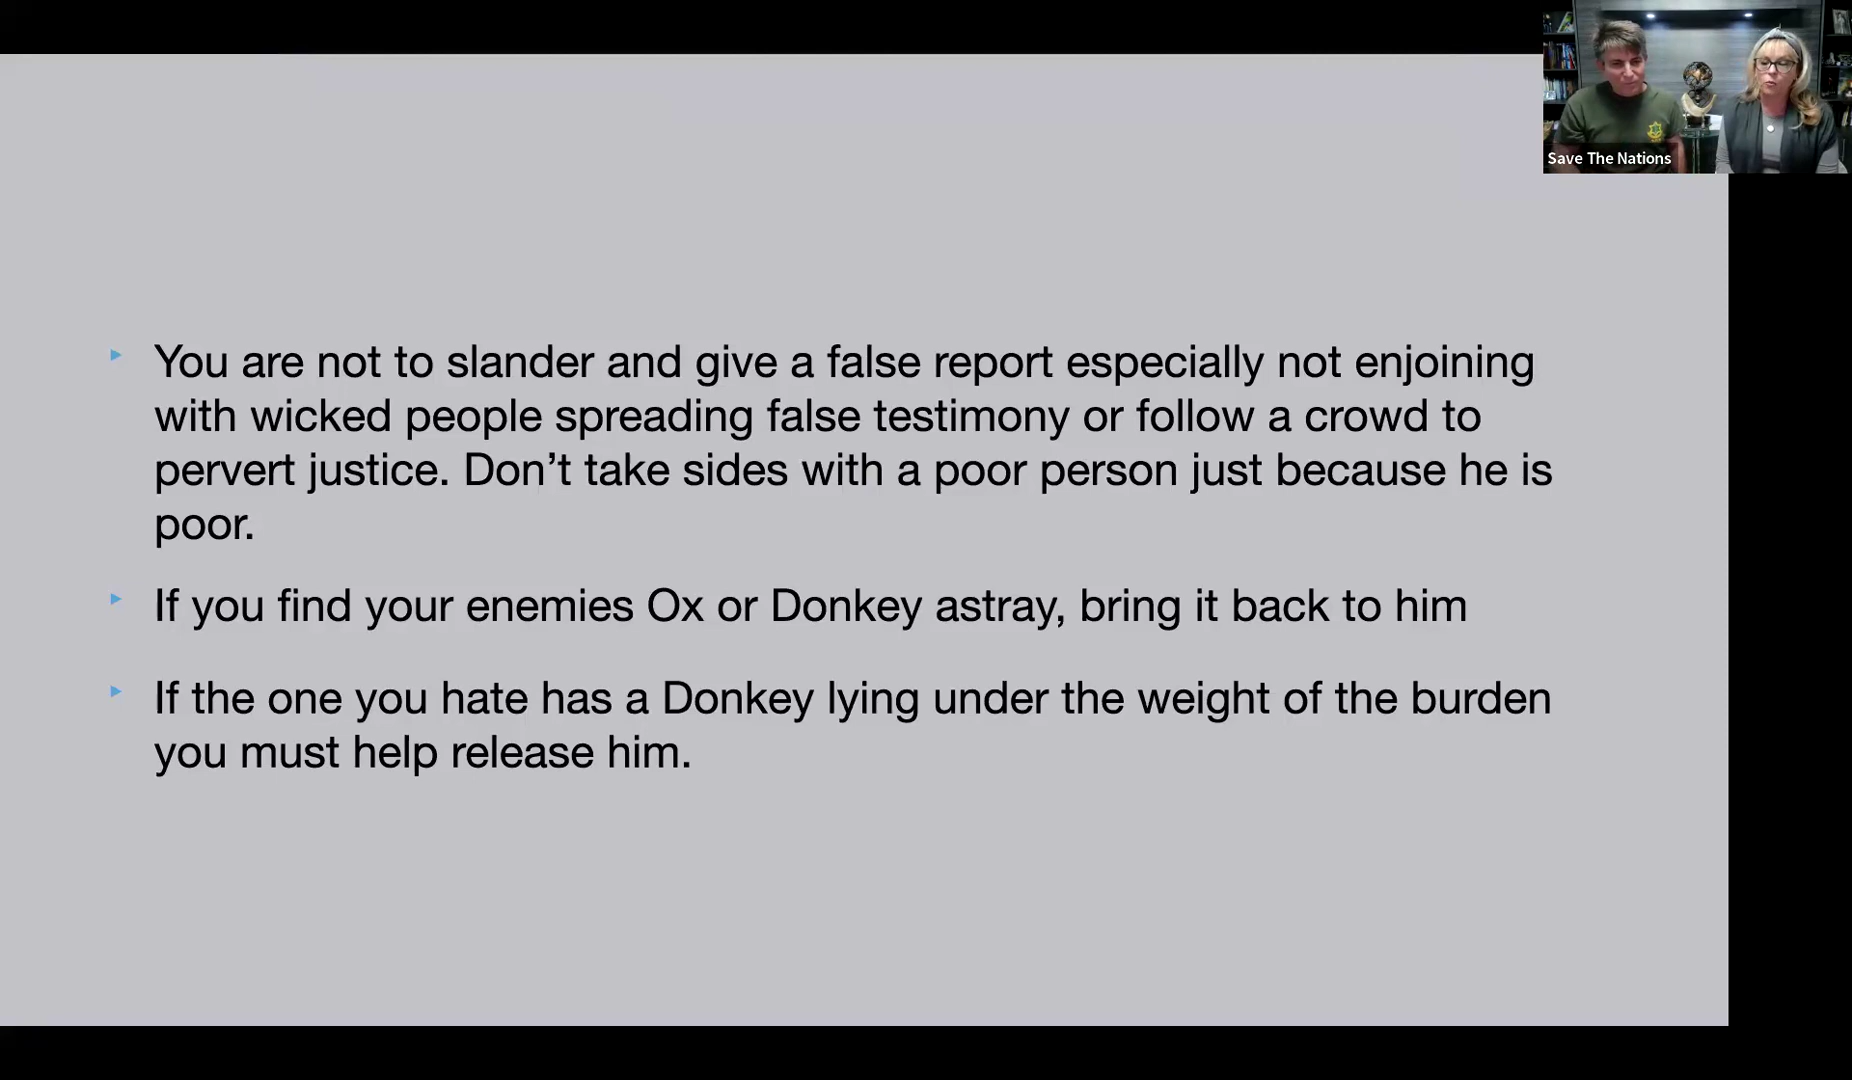 Save The Nations
You are not to slander and give a false report especially not enjoining
with wicked people spreading false testimony or follow a crowd to
pervert justice. Don’t take sides with a poor person just because he is
poor.
If you find your enemies Ox or Donkey astray, bring it back to him
If the one you hate has a Donkey lying under the weight of the burden
you must help release him.